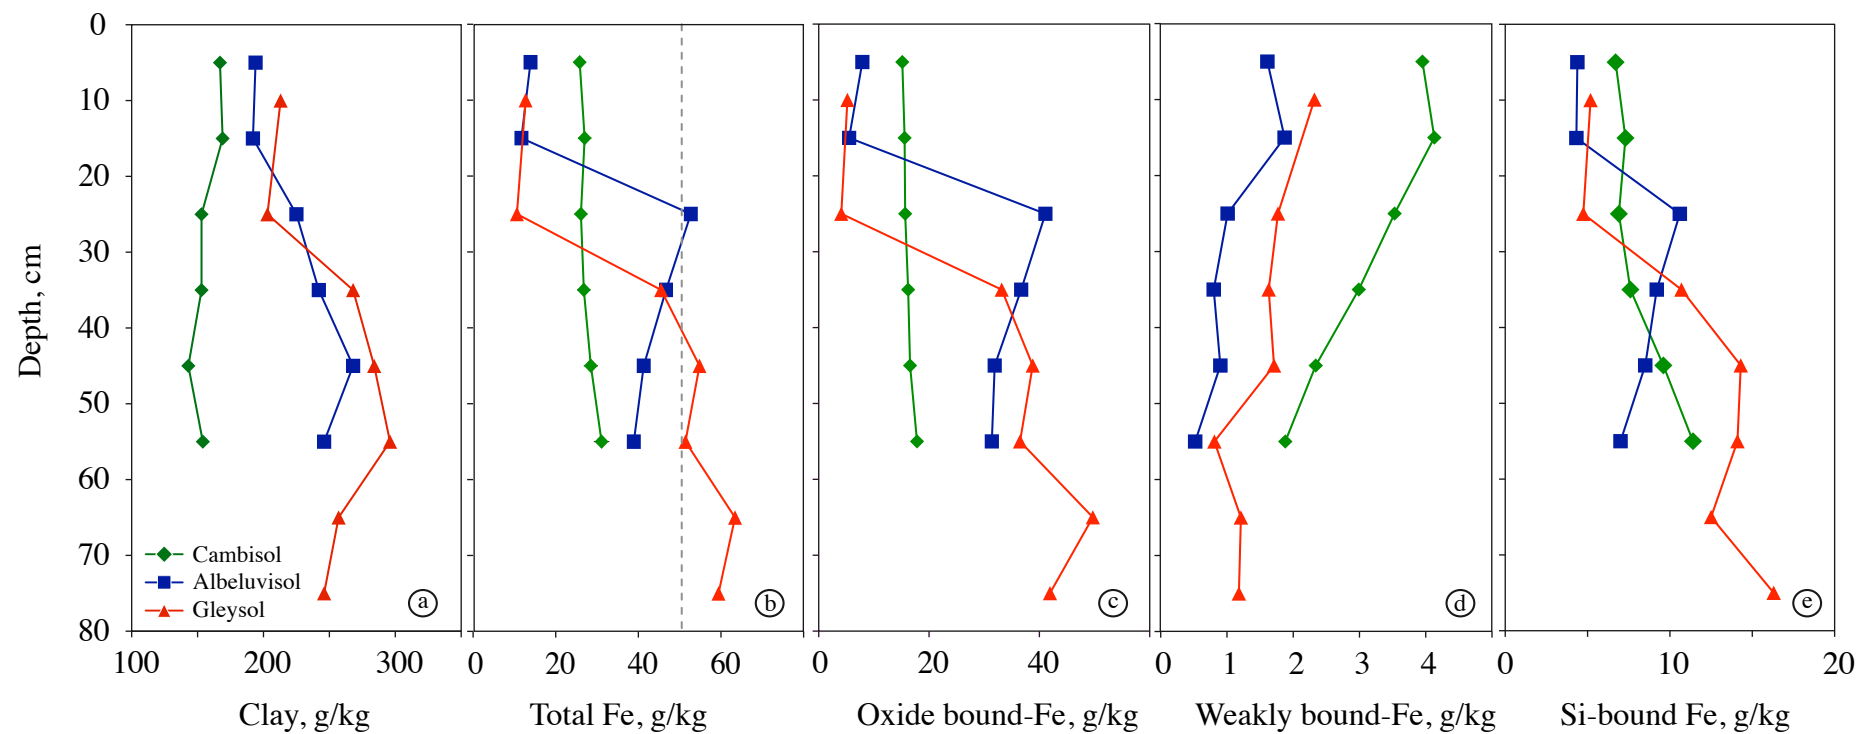 0
10
20
30
40
50
60
70
80
Depth, cm
Cambisol
Albeluvisol
Gleysol
a
b
c
d
e
100 200 300 0 20 40 60 0 20 40 0 1 2 3 4 0 10 20
Clay, g/kg Total Fe, g/kg Oxide bound-Fe, g/kg Weakly bound-Fe, g/kg Si-bound Fe, g/kg